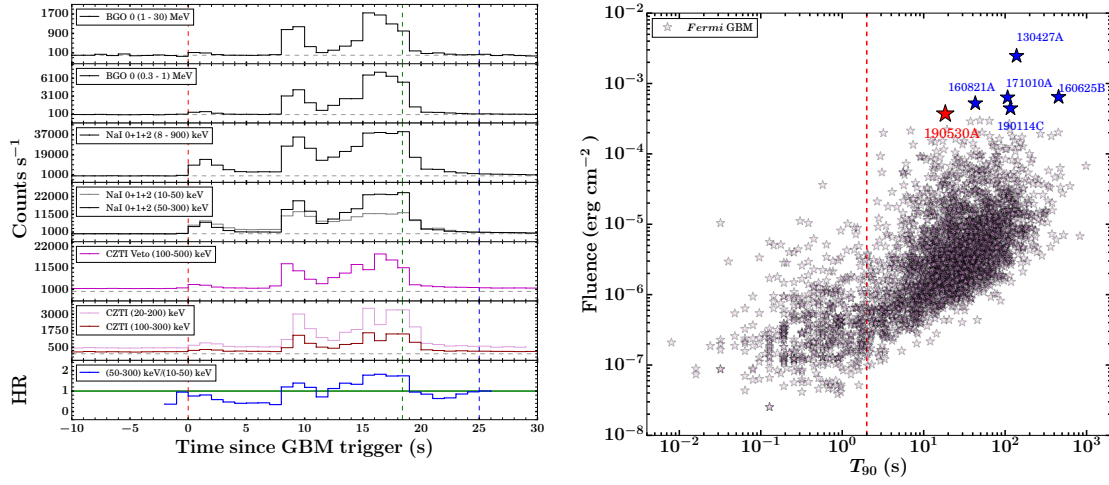 BGO 0 (1 - 30) MeV
1700
900
100
BGO 0 (0.3 - 1) MeV
6100
3100
100
NaI 0+1+2 (8 - 900) keV
37000
19000
1000
NaI 0+1+2 (10-50) keV
NaI 0+1+2 (50-300) keV
22000
11500
1000
CZTI Veto (100-500) keV
22000
11500
1000
CZTI (20-200) keV
CZTI (100-300) keV
3000
1750
500
(50-300) keV/(10-50) keV
2
1
0
Counts s⁻¹
HR
−10 −5 0 5 10 15 20 25 30
Time since GBM trigger (s)
Fermi GBM
130427A
160821A
171010A
160625B
190114C
190530A
10⁻²
10⁻³
10⁻⁴
10⁻⁵
10⁻⁶
10⁻⁷
10⁻⁸
Fluence (erg cm⁻²)
10⁻² 10⁻¹ 10⁰ 10¹ 10² 10³
T₉₀ (s)